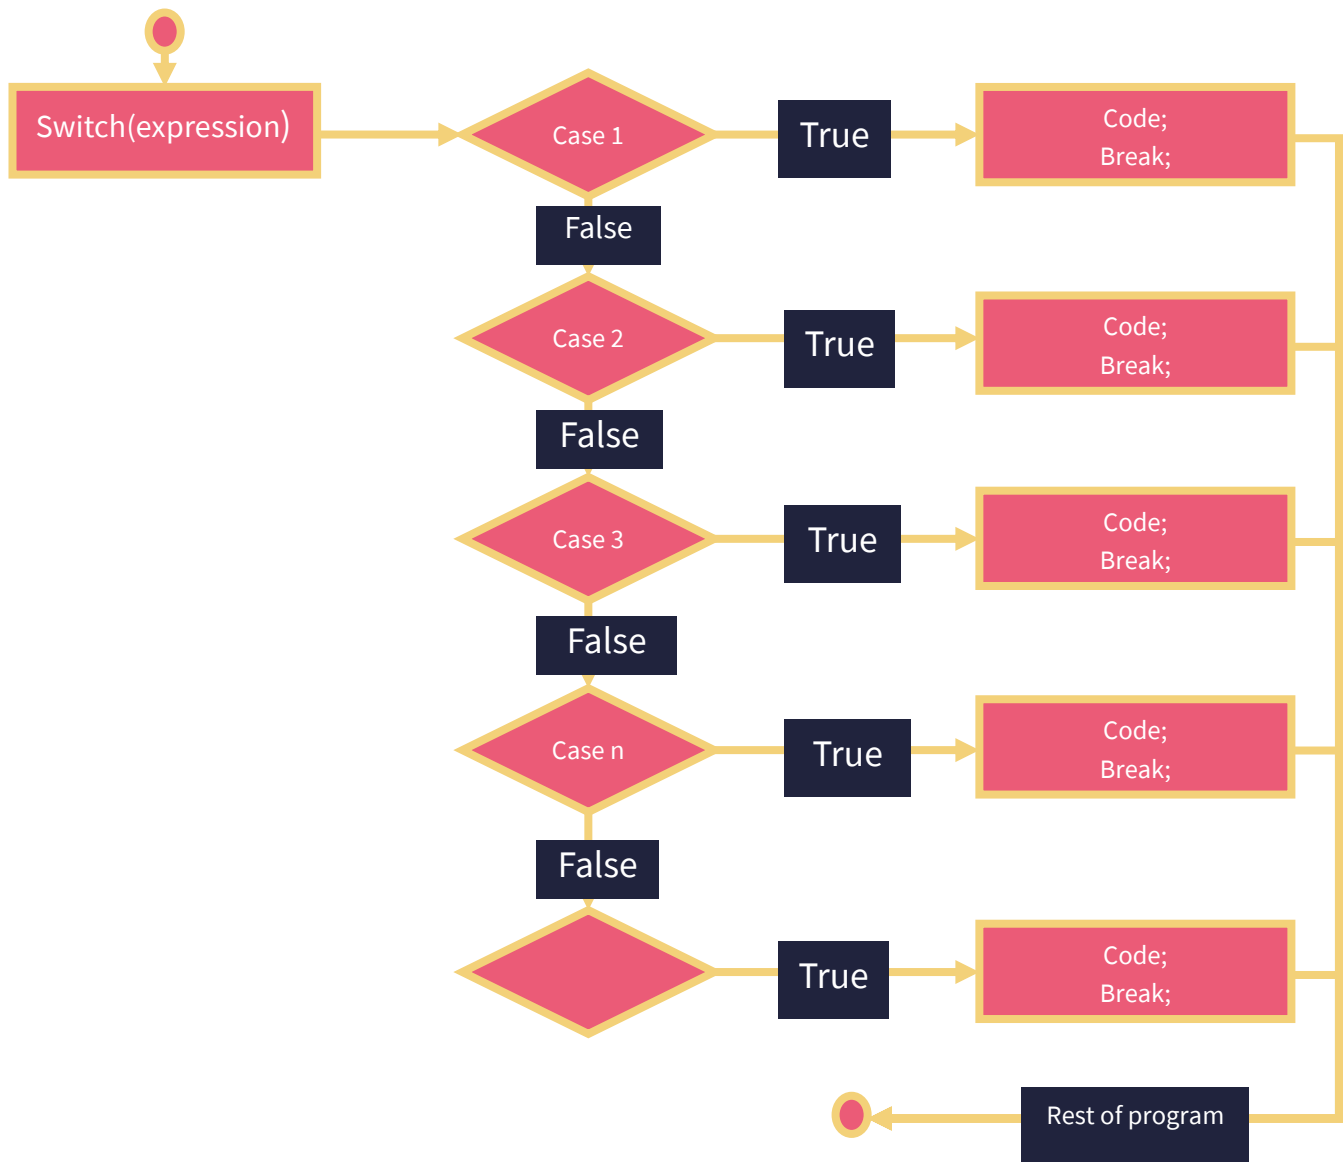 Switch(expression)
Case 1
True
Code;
Break;
False
Case 2
True
Code;
Break;
False
Case 3
True
Code;
Break;
False
Case n
True
Code;
Break;
False
True
Code;
Break;
Rest of program